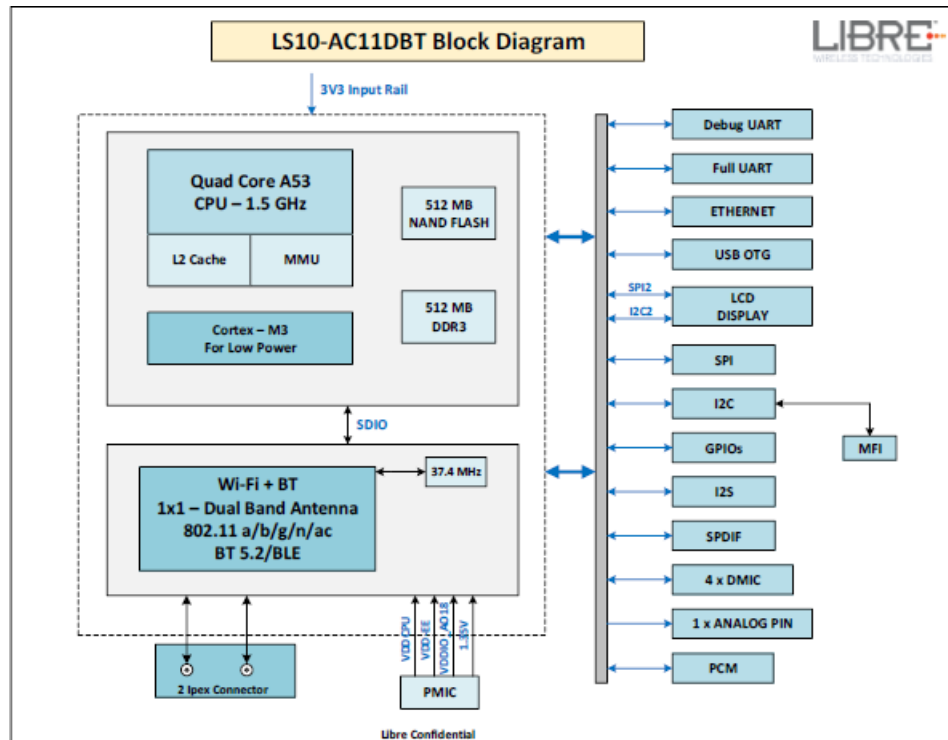 LS10-AC11DBT Block Diagram
LIBRE
WIRELESS TECHNOLOGIES
3V3 Input Rail
Quad Core A53
CPU – 1.5 GHz
L2 Cache
MMU
512 MB
NAND FLASH
Cortex – M3
For Low Power
512 MB
DDR3
SDIO
Wi-Fi + BT
1x1 – Dual Band Antenna
802.11 a/b/g/n/ac
BT 5.2/BLE
37.4 MHz
2 Ipex Connector
VDD CPU
VDD-EE
VDDIO_AO18
1.35V
PMIC
Debug UART
Full UART
ETHERNET
USB OTG
SPI2
I2C2
LCD
DISPLAY
SPI
I2C
MFI
GPIOs
I2S
SPDIF
4 x DMIC
1 x ANALOG PIN
PCM
Libre Confidential